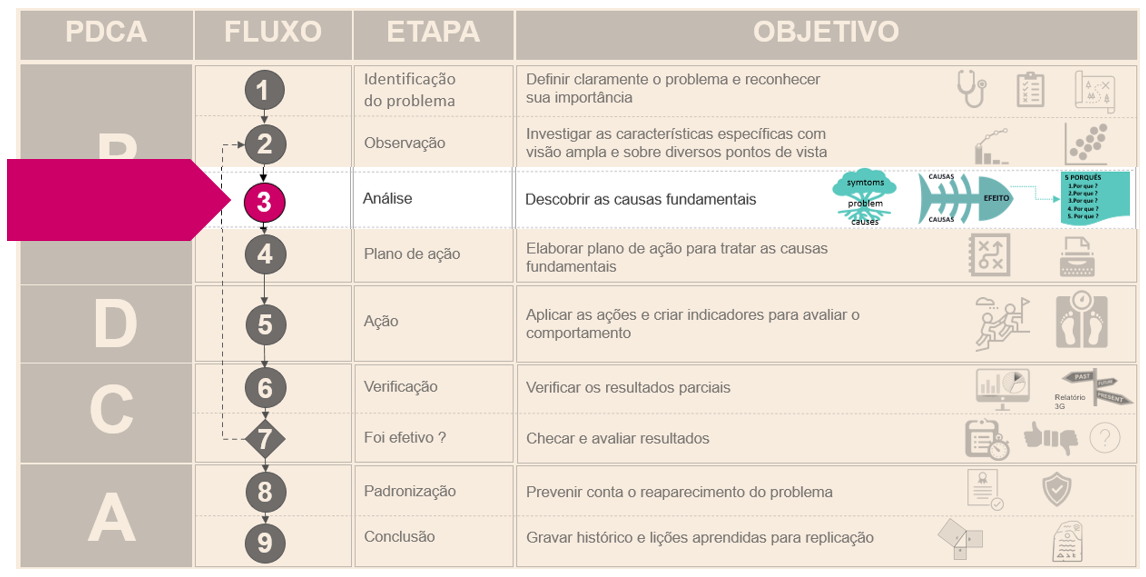 PDCA FLUXO ETAPA OBJETIVO
P
1 Identificação
do problema
Definir claramente o problema e reconhecer
sua importância
2 Observação
Investigar as características específicas com
visão ampla e sobre diversos pontos de vista
3 Análise
Descobrir as causas fundamentais
symtoms
problem
causes
CAUSAS
EFEITO
CAUSAS
5 PORQUÊS
1.Por que ?
2.Por que ?
3.Por que ?
4. Por que ?
5. Por que ?
4 Plano de ação
Elaborar plano de ação para tratar as causas
fundamentais
D
5 Ação
Aplicar as ações e criar indicadores para avaliar o
comportamento
C
6 Verificação
Verificar os resultados parciais
Relatório
3G
PAST
FUTURE
PRESENT
7 Foi efetivo ?
Checar e avaliar resultados
?
A
8 Padronização
Prevenir conta o reaparecimento do problema
9 Conclusão
Gravar histórico e lições aprendidas para replicação